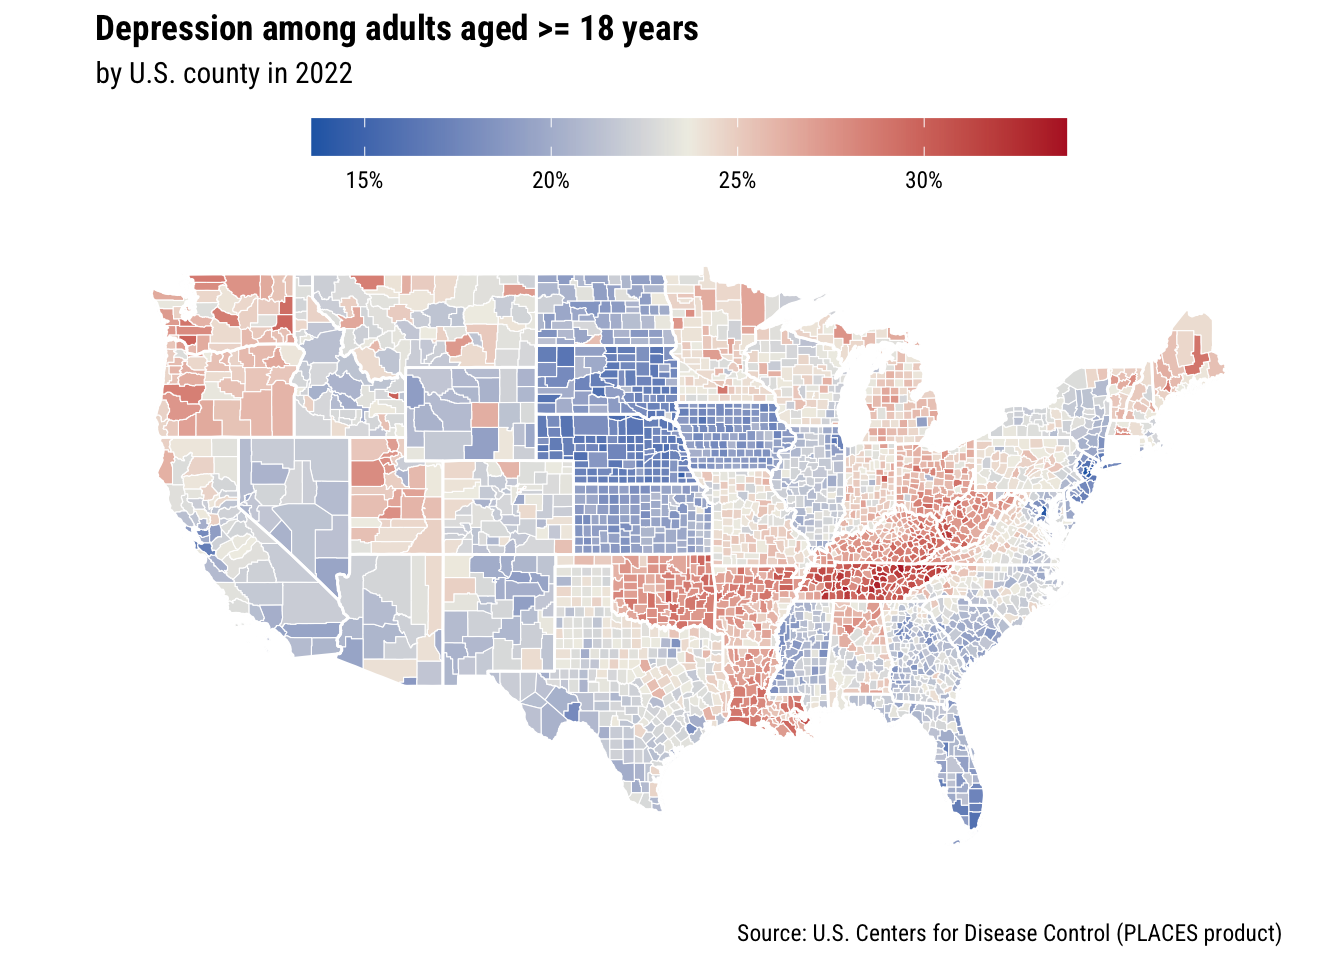 Depression among adults aged >= 18 years
by U.S. county in 2022
15% 20% 25% 30%
Source: U.S. Centers for Disease Control (PLACES product)